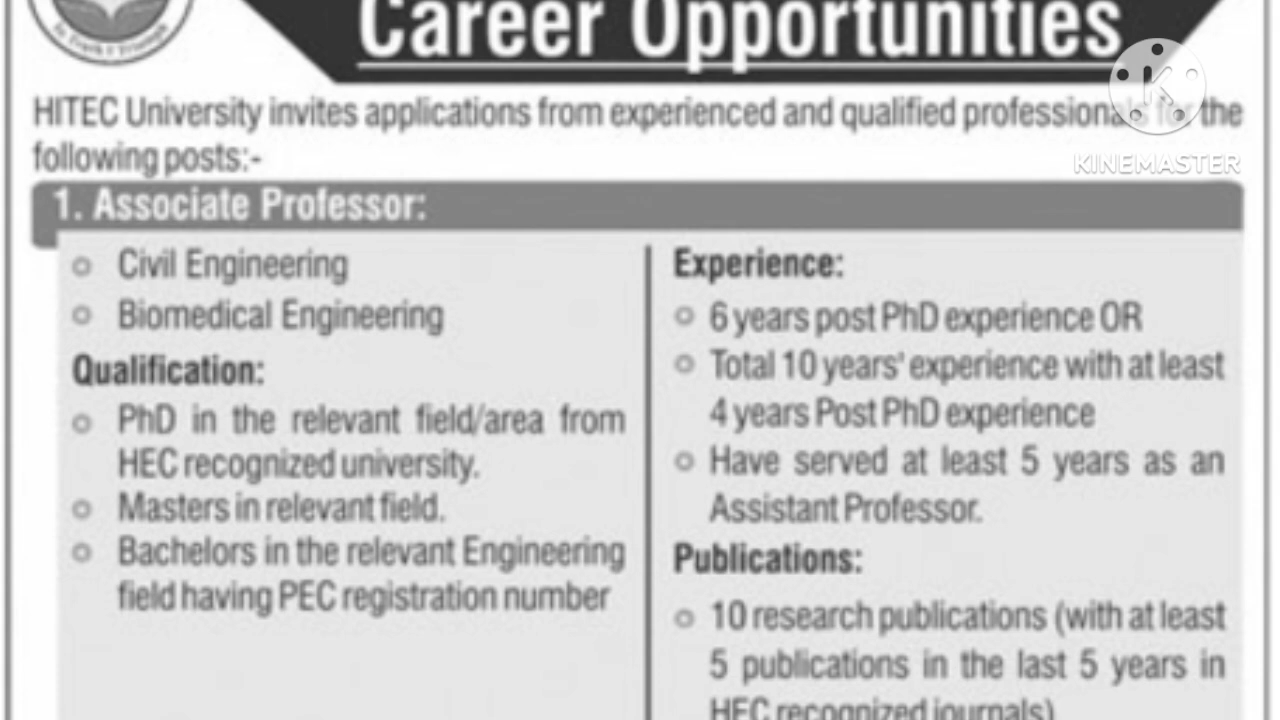 Career Opportunities
HITEC University invites applications from experienced and qualified professionals for the
following posts:-
KINEMASTER
1. Associate Professor:
Civil Engineering
Biomedical Engineering
Qualification:
PhD in the relevant field/area from
HEC recognized university.
Masters in relevant field.
Bachelors in the relevant Engineering
field having PEC registration number
Experience:
6 years post PhD experience OR
Total 10 years' experience with at least
4 years Post PhD experience
Have served at least 5 years as an
Assistant Professor.
Publications:
10 research publications (with at least
5 publications in the last 5 years in
HEC recognized journals)